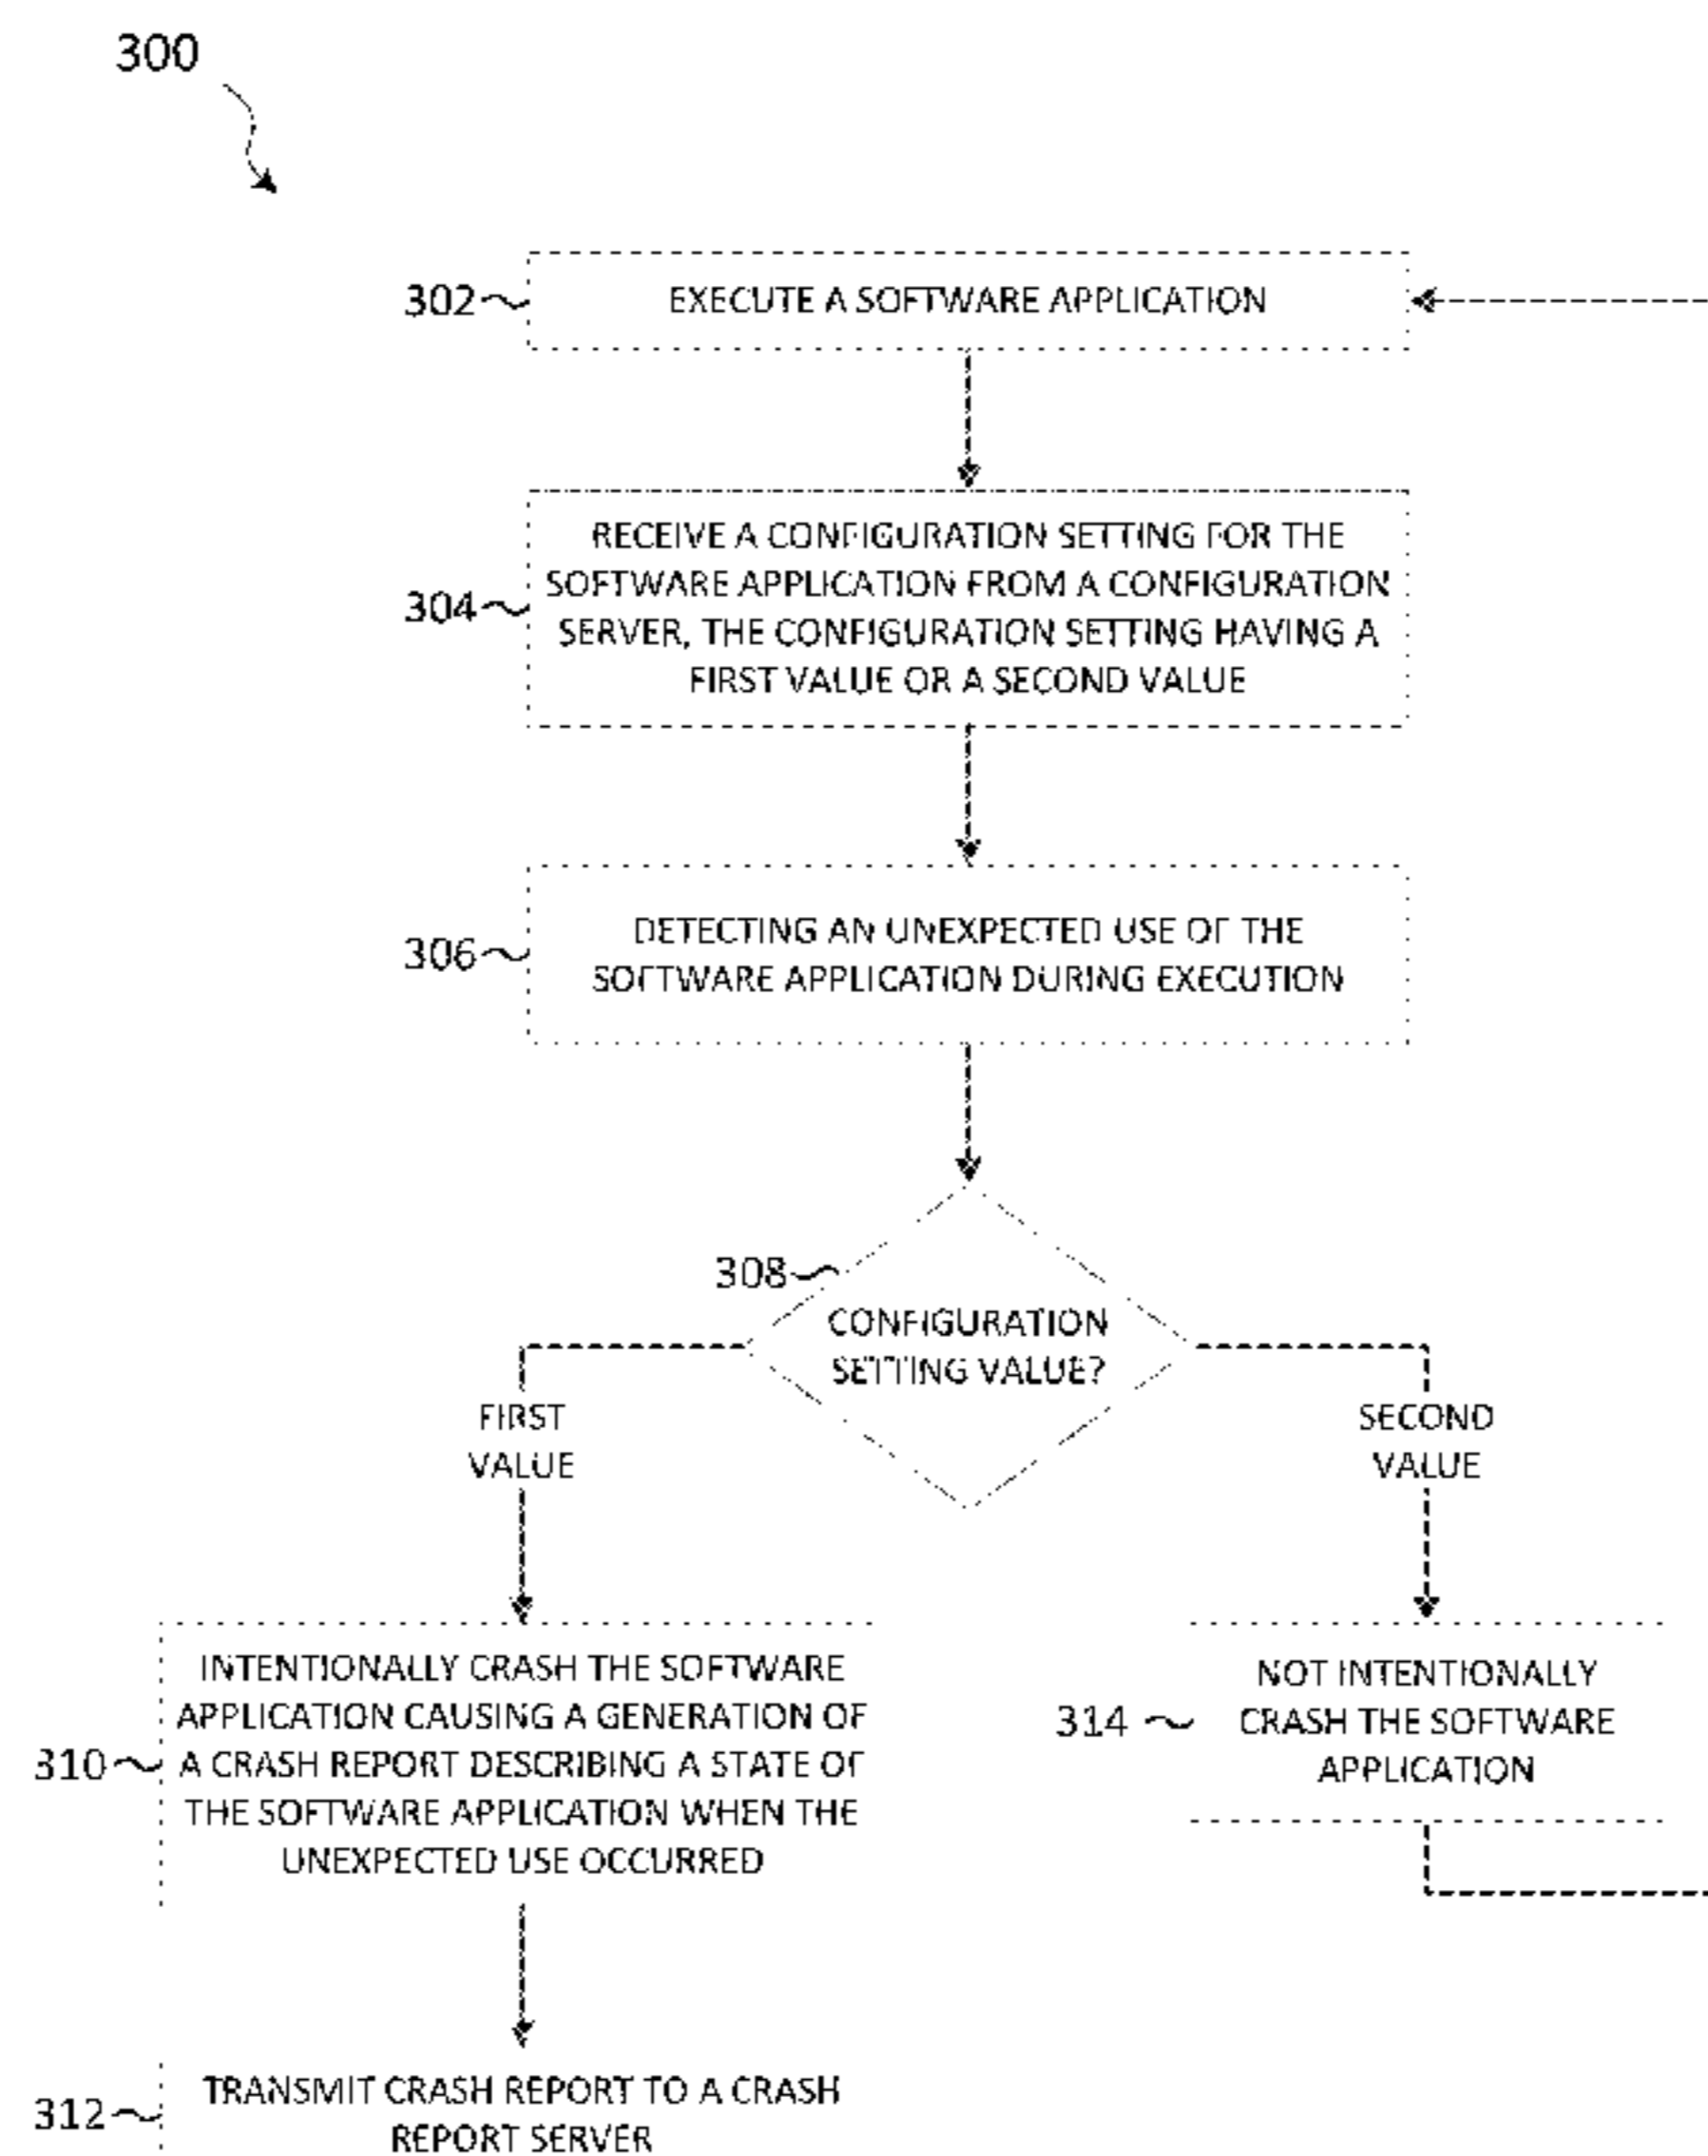 300
302
EXECUTE A SOFTWARE APPLICATION
304
RECEIVE A CONFIGURATION SETTING FOR THE
SOFTWARE APPLICATION FROM A CONFIGURATION
SERVER, THE CONFIGURATION SETTING HAVING A
FIRST VALUE OR A SECOND VALUE
306
DETECTING AN UNEXPECTED USE OF THE
SOFTWARE APPLICATION DURING EXECUTION
308
CONFIGURATION
SETTING VALUE?
FIRST
VALUE
SECOND
VALUE
310
INTENTIONALLY CRASH THE SOFTWARE
APPLICATION CAUSING A GENERATION OF
A CRASH REPORT DESCRIBING A STATE OF
THE SOFTWARE APPLICATION WHEN THE
UNEXPECTED USE OCCURRED
314
NOT INTENTIONALLY
CRASH THE SOFTWARE
APPLICATION
312
TRANSMIT CRASH REPORT TO A CRASH
REPORT SERVER